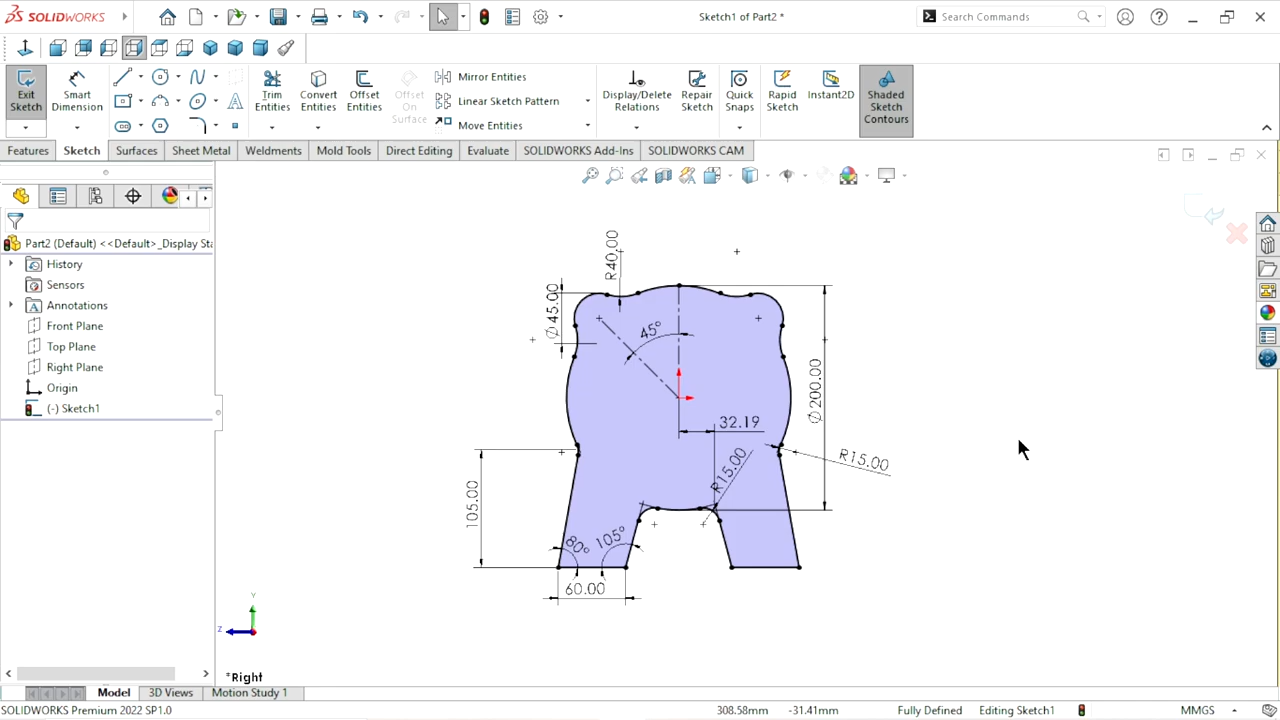 SOLIDWORKS
Sketch1 of Part2 *
Search Commands
Exit Sketch
Smart Dimension
Trim Entities
Convert Entities
Offset Entities
Offset On Surface
Mirror Entities
Linear Sketch Pattern
Move Entities
Display/Delete Relations
Repair Sketch
Quick Snaps
Rapid Sketch
Instant2D
Shaded Sketch Contours
Features
Sketch
Surfaces
Sheet Metal
Weldments
Mold Tools
Direct Editing
Evaluate
SOLIDWORKS Add-Ins
SOLIDWORKS CAM
Part2 (Default) <<Default>_Display Sta
History
Sensors
Annotations
Front Plane
Top Plane
Right Plane
Origin
(-) Sketch1
R40.00
∅ 45.00
45°
∅ 200.00
32.19
R15.00
R15.00
105.00
80°
105°
60.00
Y
Z
*Right
Model
3D Views
Motion Study 1
SOLIDWORKS Premium 2022 SP1.0
308.58mm
-31.41mm
Fully Defined
Editing Sketch1
MMGS